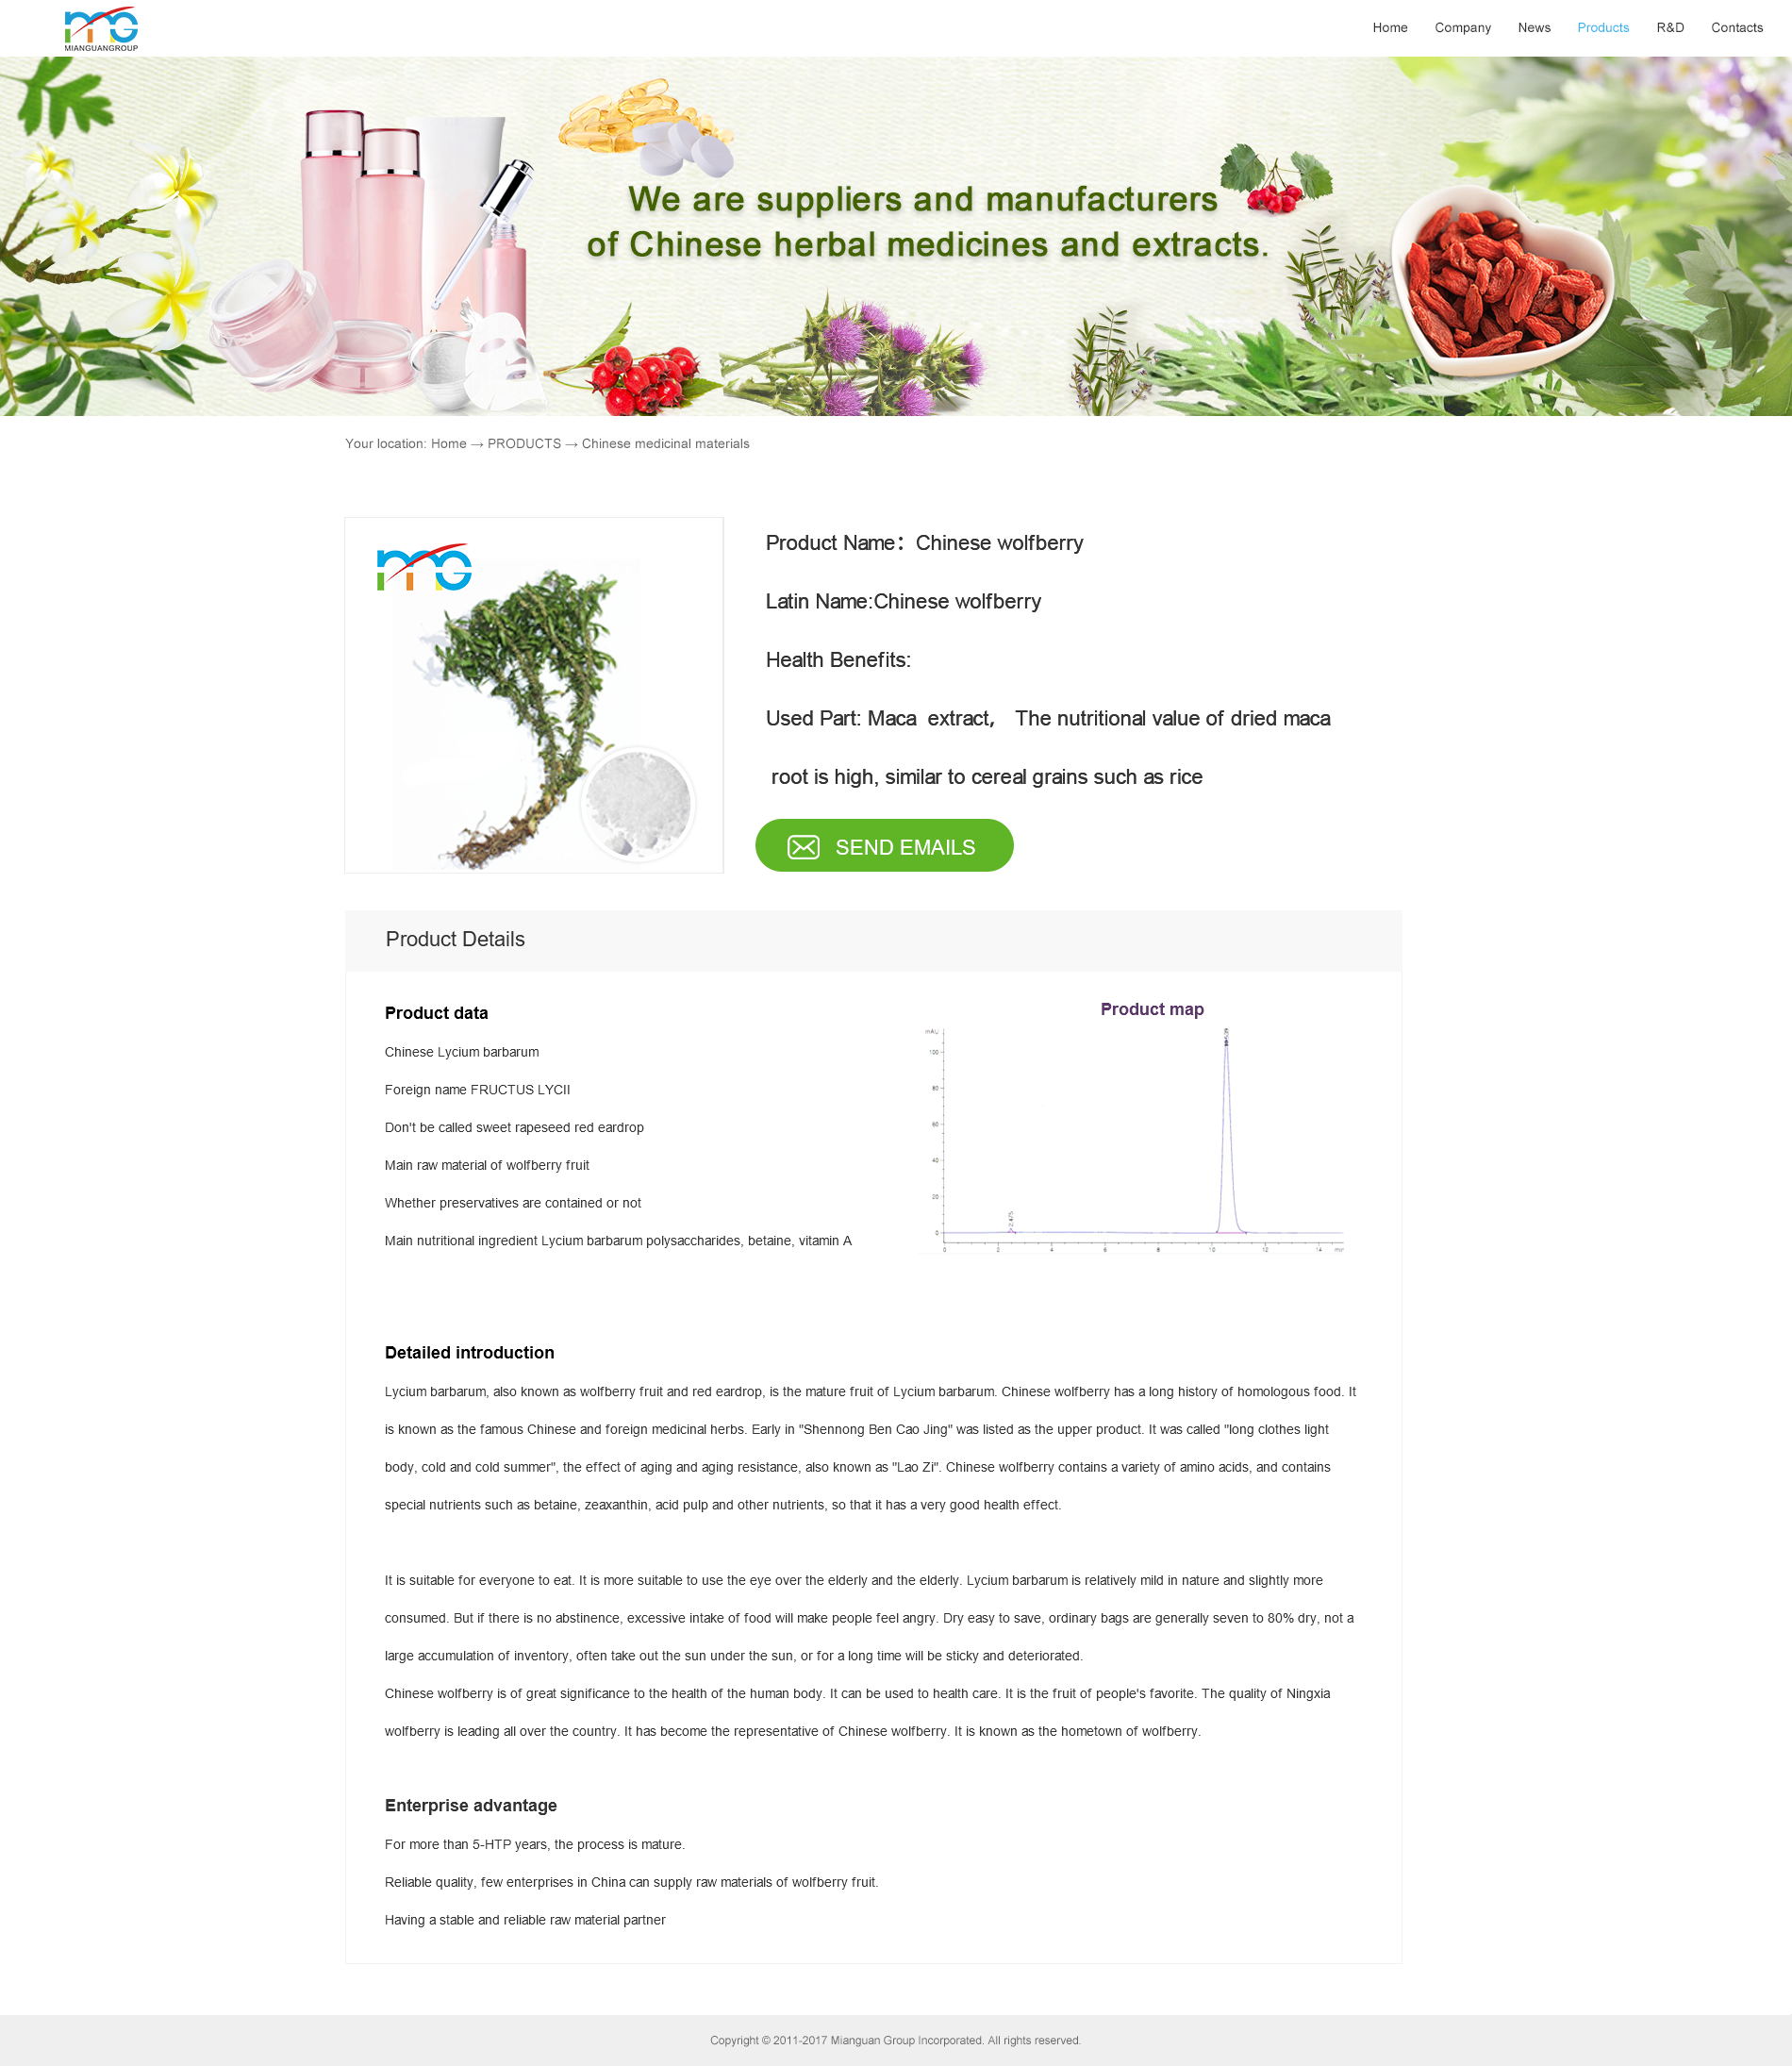 MIANGUANGROUP
Home Company News Products R&D Contacts
We are suppliers and manufacturers
of Chinese herbal medicines and extracts.
Your location: Home → PRODUCTS → Chinese medicinal materials
Product Name：Chinese wolfberry
Latin Name:Chinese wolfberry
Health Benefits:
Used Part: Maca extract， The nutritional value of dried maca
root is high, similar to cereal grains such as rice
SEND EMAILS
Product Details
Product data
Chinese Lycium barbarum
Foreign name FRUCTUS LYCII
Don't be called sweet rapeseed red eardrop
Main raw material of wolfberry fruit
Whether preservatives are contained or not
Main nutritional ingredient Lycium barbarum polysaccharides, betaine, vitamin A
Product map
mAU
100
80
60
40
20
0
2.475
0 2 4 6 8 10 12 14
Detailed introduction
Lycium barbarum, also known as wolfberry fruit and red eardrop, is the mature fruit of Lycium barbarum. Chinese wolfberry has a long history of homologous food. It
is known as the famous Chinese and foreign medicinal herbs. Early in "Shennong Ben Cao Jing" was listed as the upper product. It was called "long clothes light
body, cold and cold summer", the effect of aging and aging resistance, also known as "Lao Zi". Chinese wolfberry contains a variety of amino acids, and contains
special nutrients such as betaine, zeaxanthin, acid pulp and other nutrients, so that it has a very good health effect.
It is suitable for everyone to eat. It is more suitable to use the eye over the elderly and the elderly. Lycium barbarum is relatively mild in nature and slightly more
consumed. But if there is no abstinence, excessive intake of food will make people feel angry. Dry easy to save, ordinary bags are generally seven to 80% dry, not a
large accumulation of inventory, often take out the sun under the sun, or for a long time will be sticky and deteriorated.
Chinese wolfberry is of great significance to the health of the human body. It can be used to health care. It is the fruit of people's favorite. The quality of Ningxia
wolfberry is leading all over the country. It has become the representative of Chinese wolfberry. It is known as the hometown of wolfberry.
Enterprise advantage
For more than 5-HTP years, the process is mature.
Reliable quality, few enterprises in China can supply raw materials of wolfberry fruit.
Having a stable and reliable raw material partner
Copyright © 2011-2017 Mianguan Group Incorporated. All rights reserved.